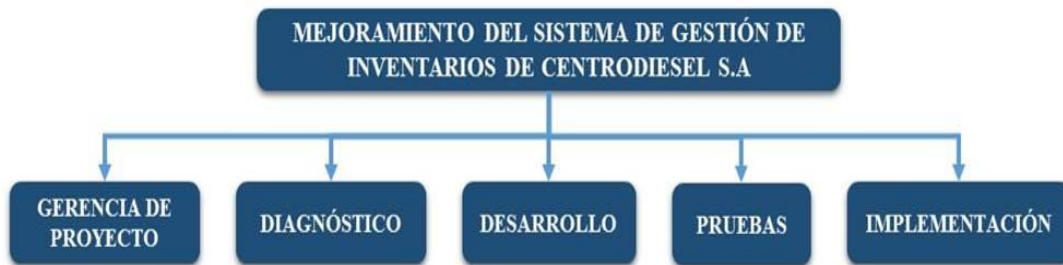 MEJORAMIENTO DEL SISTEMA DE GESTIÓN DE
INVENTARIOS DE CENTRODIESEL S.A
GERENCIA DE
PROYECTO
DIAGNÓSTICO
DESARROLLO
PRUEBAS
IMPLEMENTACIÓN